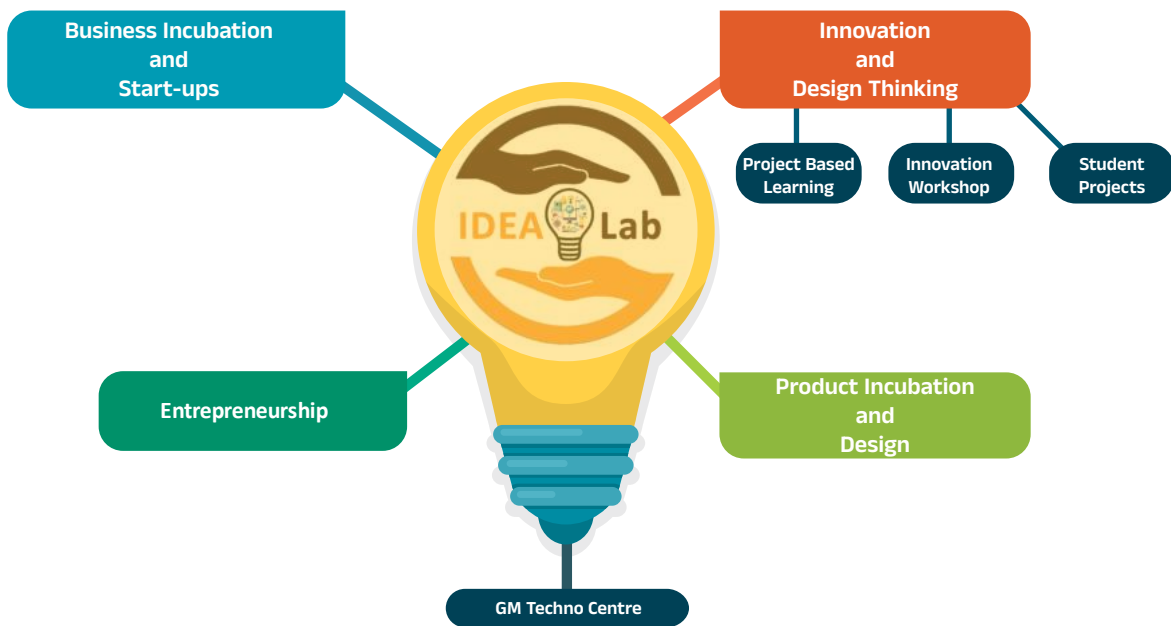 Business Incubation
and
Start-ups
Innovation
and
Design Thinking
Project Based
Learning
Innovation
Workshop
Student
Projects
IDEA Lab
Entrepreneurship
Product Incubation
and
Design
GM Techno Centre